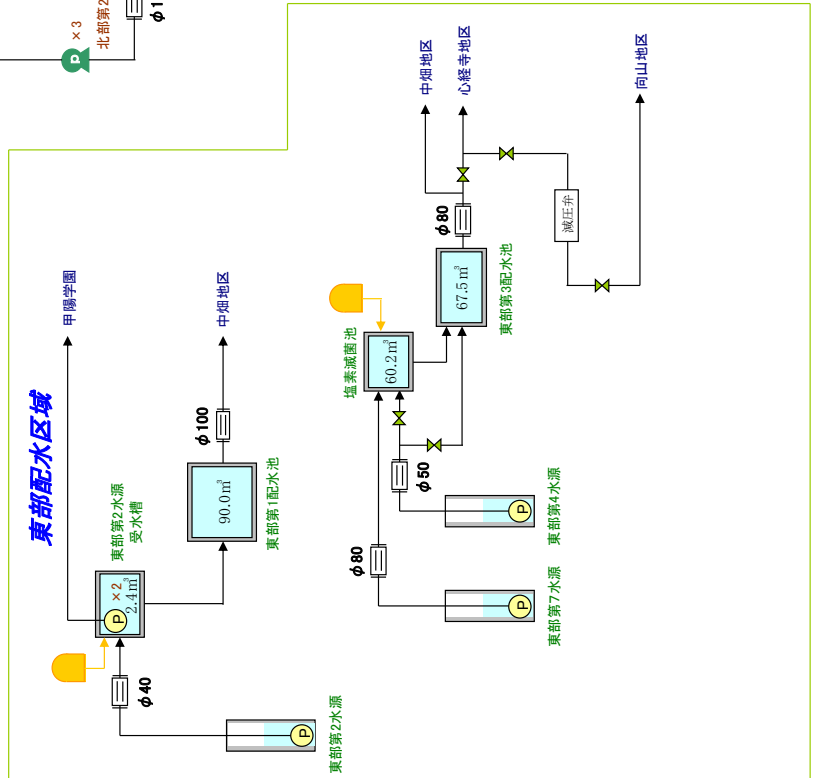 ×3
北部第2
φ1
東部配水区域
甲陽学園
中畑地区
東部第2水源
受水槽
×2
P
2.4㎥
φ40
P
東部第2水源
φ100
90.0㎥
東部第1配水池
中畑地区
心経寺地区
向山地区
減圧弁
φ80
67.5㎥
東部第3配水池
塩素滅菌池
60.2㎥
φ50
P
東部第4水源
φ80
P
東部第7水源